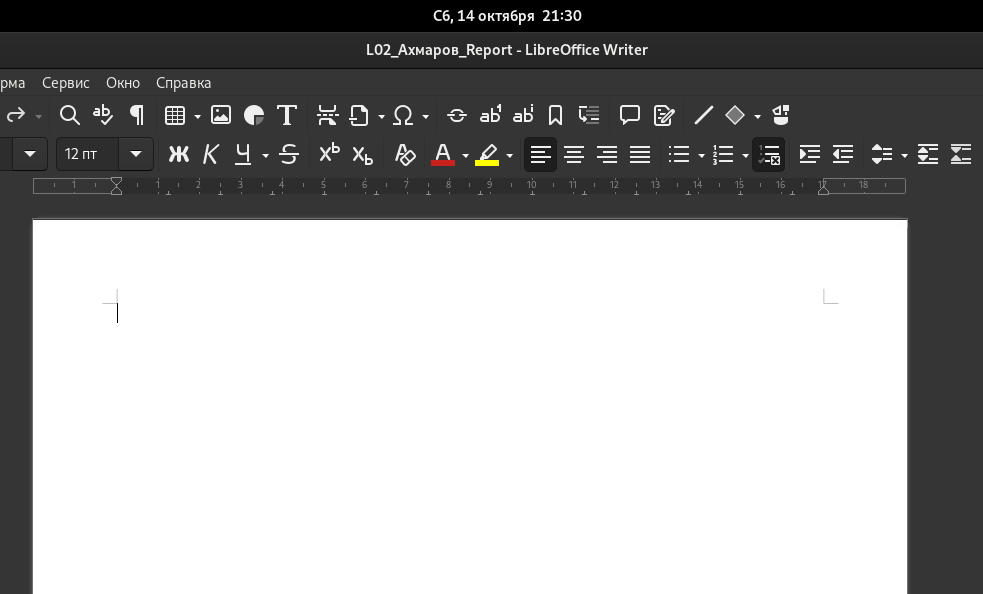 Сб, 14 октября 21:30
L02_Ахмаров_Report - LibreOffice Writer
рма Сервис Окно Справка
12 пт
1 1 2 3 4 5 6 7 8 9 10 11 12 13 14 15 16 17 18